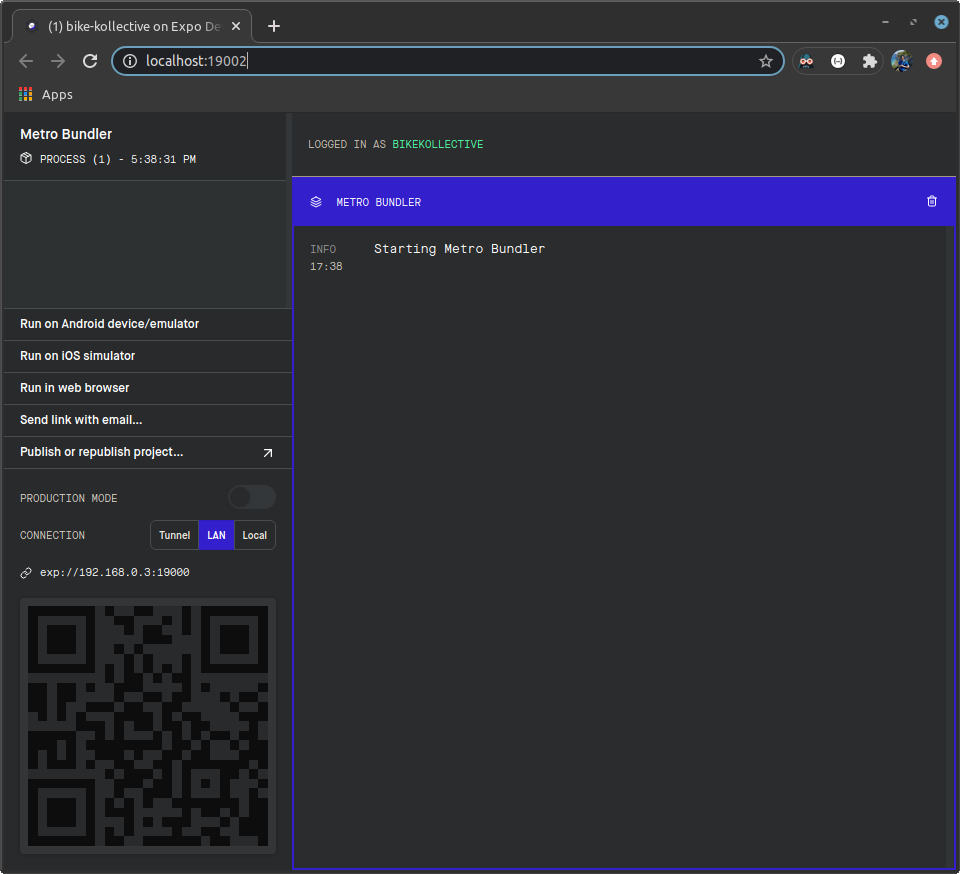 (1) bike-kollective on Expo De
localhost:19002
Apps
Metro Bundler
PROCESS (1) - 5:38:31 PM
Run on Android device/emulator
Run on iOS simulator
Run in web browser
Send link with email...
Publish or republish project...
PRODUCTION MODE
CONNECTION Tunnel LAN Local
exp://192.168.0.3:19000
LOGGED IN AS BIKEKOLLECTIVE
METRO BUNDLER
INFO Starting Metro Bundler
17:38